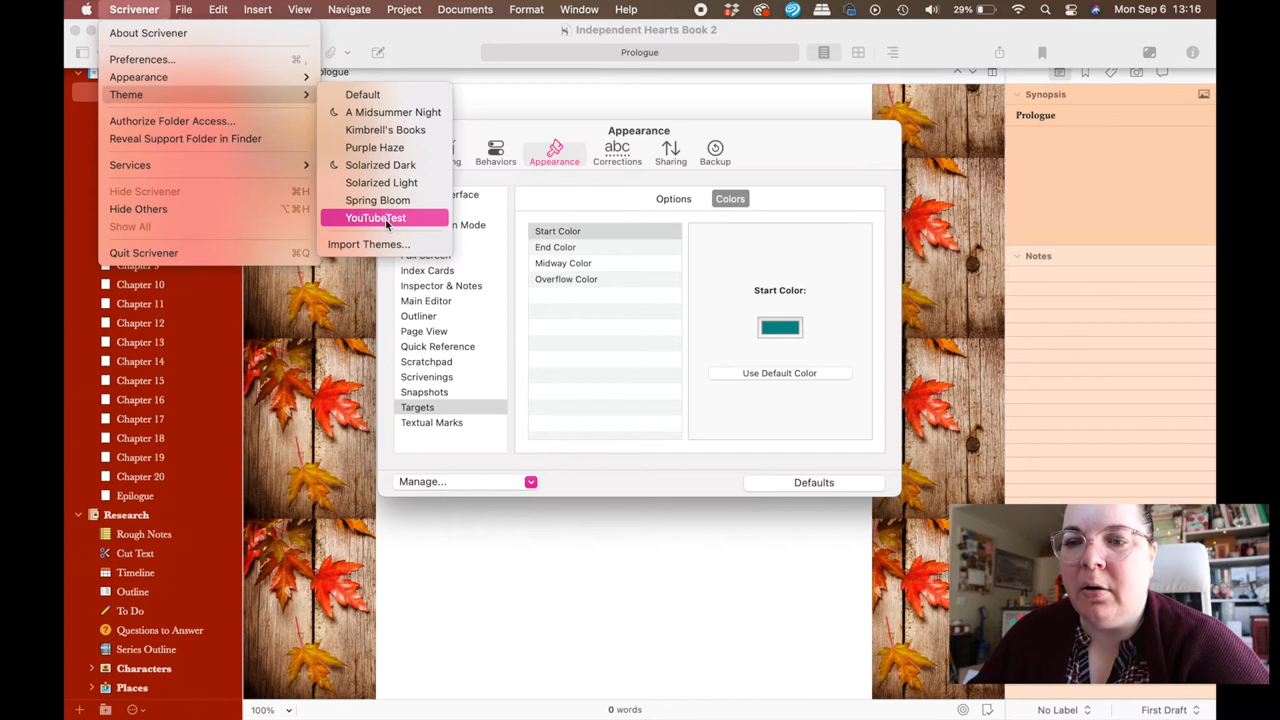 Scrivener File Edit Insert View Navigate Project Documents Format Window Help 29% Mon Sep 6 13:16
Independent Hearts Book 2
Prologue
About Scrivener
Preferences... ⌘ ,
Appearance
Theme
Authorize Folder Access...
Reveal Support Folder in Finder
Services
Hide Scrivener ⌘H
Hide Others ⌥⌘H
Show All
Quit Scrivener ⌘Q
Default
A Midsummer Night
Kimbrell's Books
Purple Haze
Solarized Dark
Solarized Light
Spring Bloom
YouTubeTest
Import Themes...
Appearance
Behaviors Appearance abc Corrections Sharing Backup
Options Colors
Index Cards
Inspector & Notes
Main Editor
Outliner
Page View
Quick Reference
Scratchpad
Scrivenings
Snapshots
Targets
Textual Marks
Start Color
End Color
Midway Color
Overflow Color
Start Color:
Use Default Color
Manage...
Defaults
Synopsis
Prologue
Notes
Chapter 9
Chapter 10
Chapter 11
Chapter 12
Chapter 13
Chapter 14
Chapter 15
Chapter 16
Chapter 17
Chapter 18
Chapter 19
Chapter 20
Epilogue
Research
Rough Notes
Cut Text
Timeline
Outline
To Do
Questions to Answer
Series Outline
Characters
Places
100%
0 words
No Label
First Draft